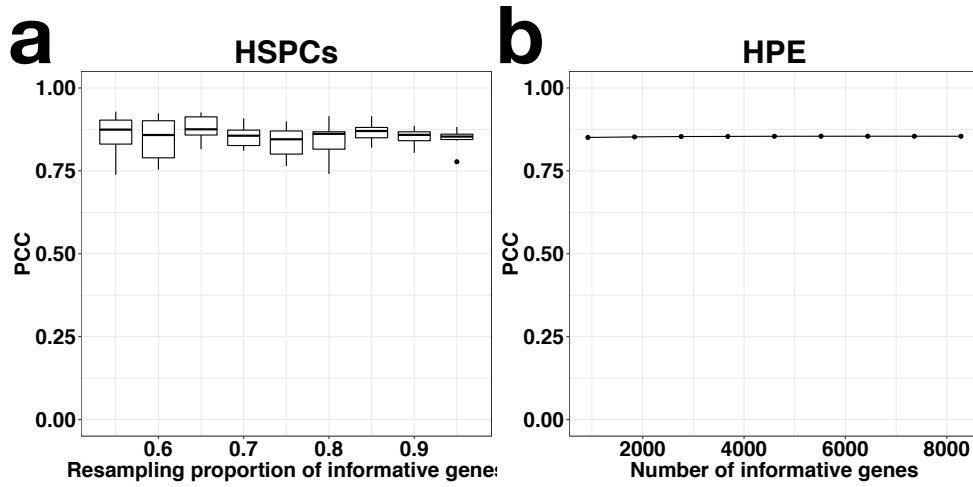 a
HSPCs
1.00
0.75
0.50
0.25
0.00
PCC
0.6 0.7 0.8 0.9
Resampling proportion of informative genes
b
HPE
1.00
0.75
0.50
0.25
0.00
PCC
2000 4000 6000 8000
Number of informative genes